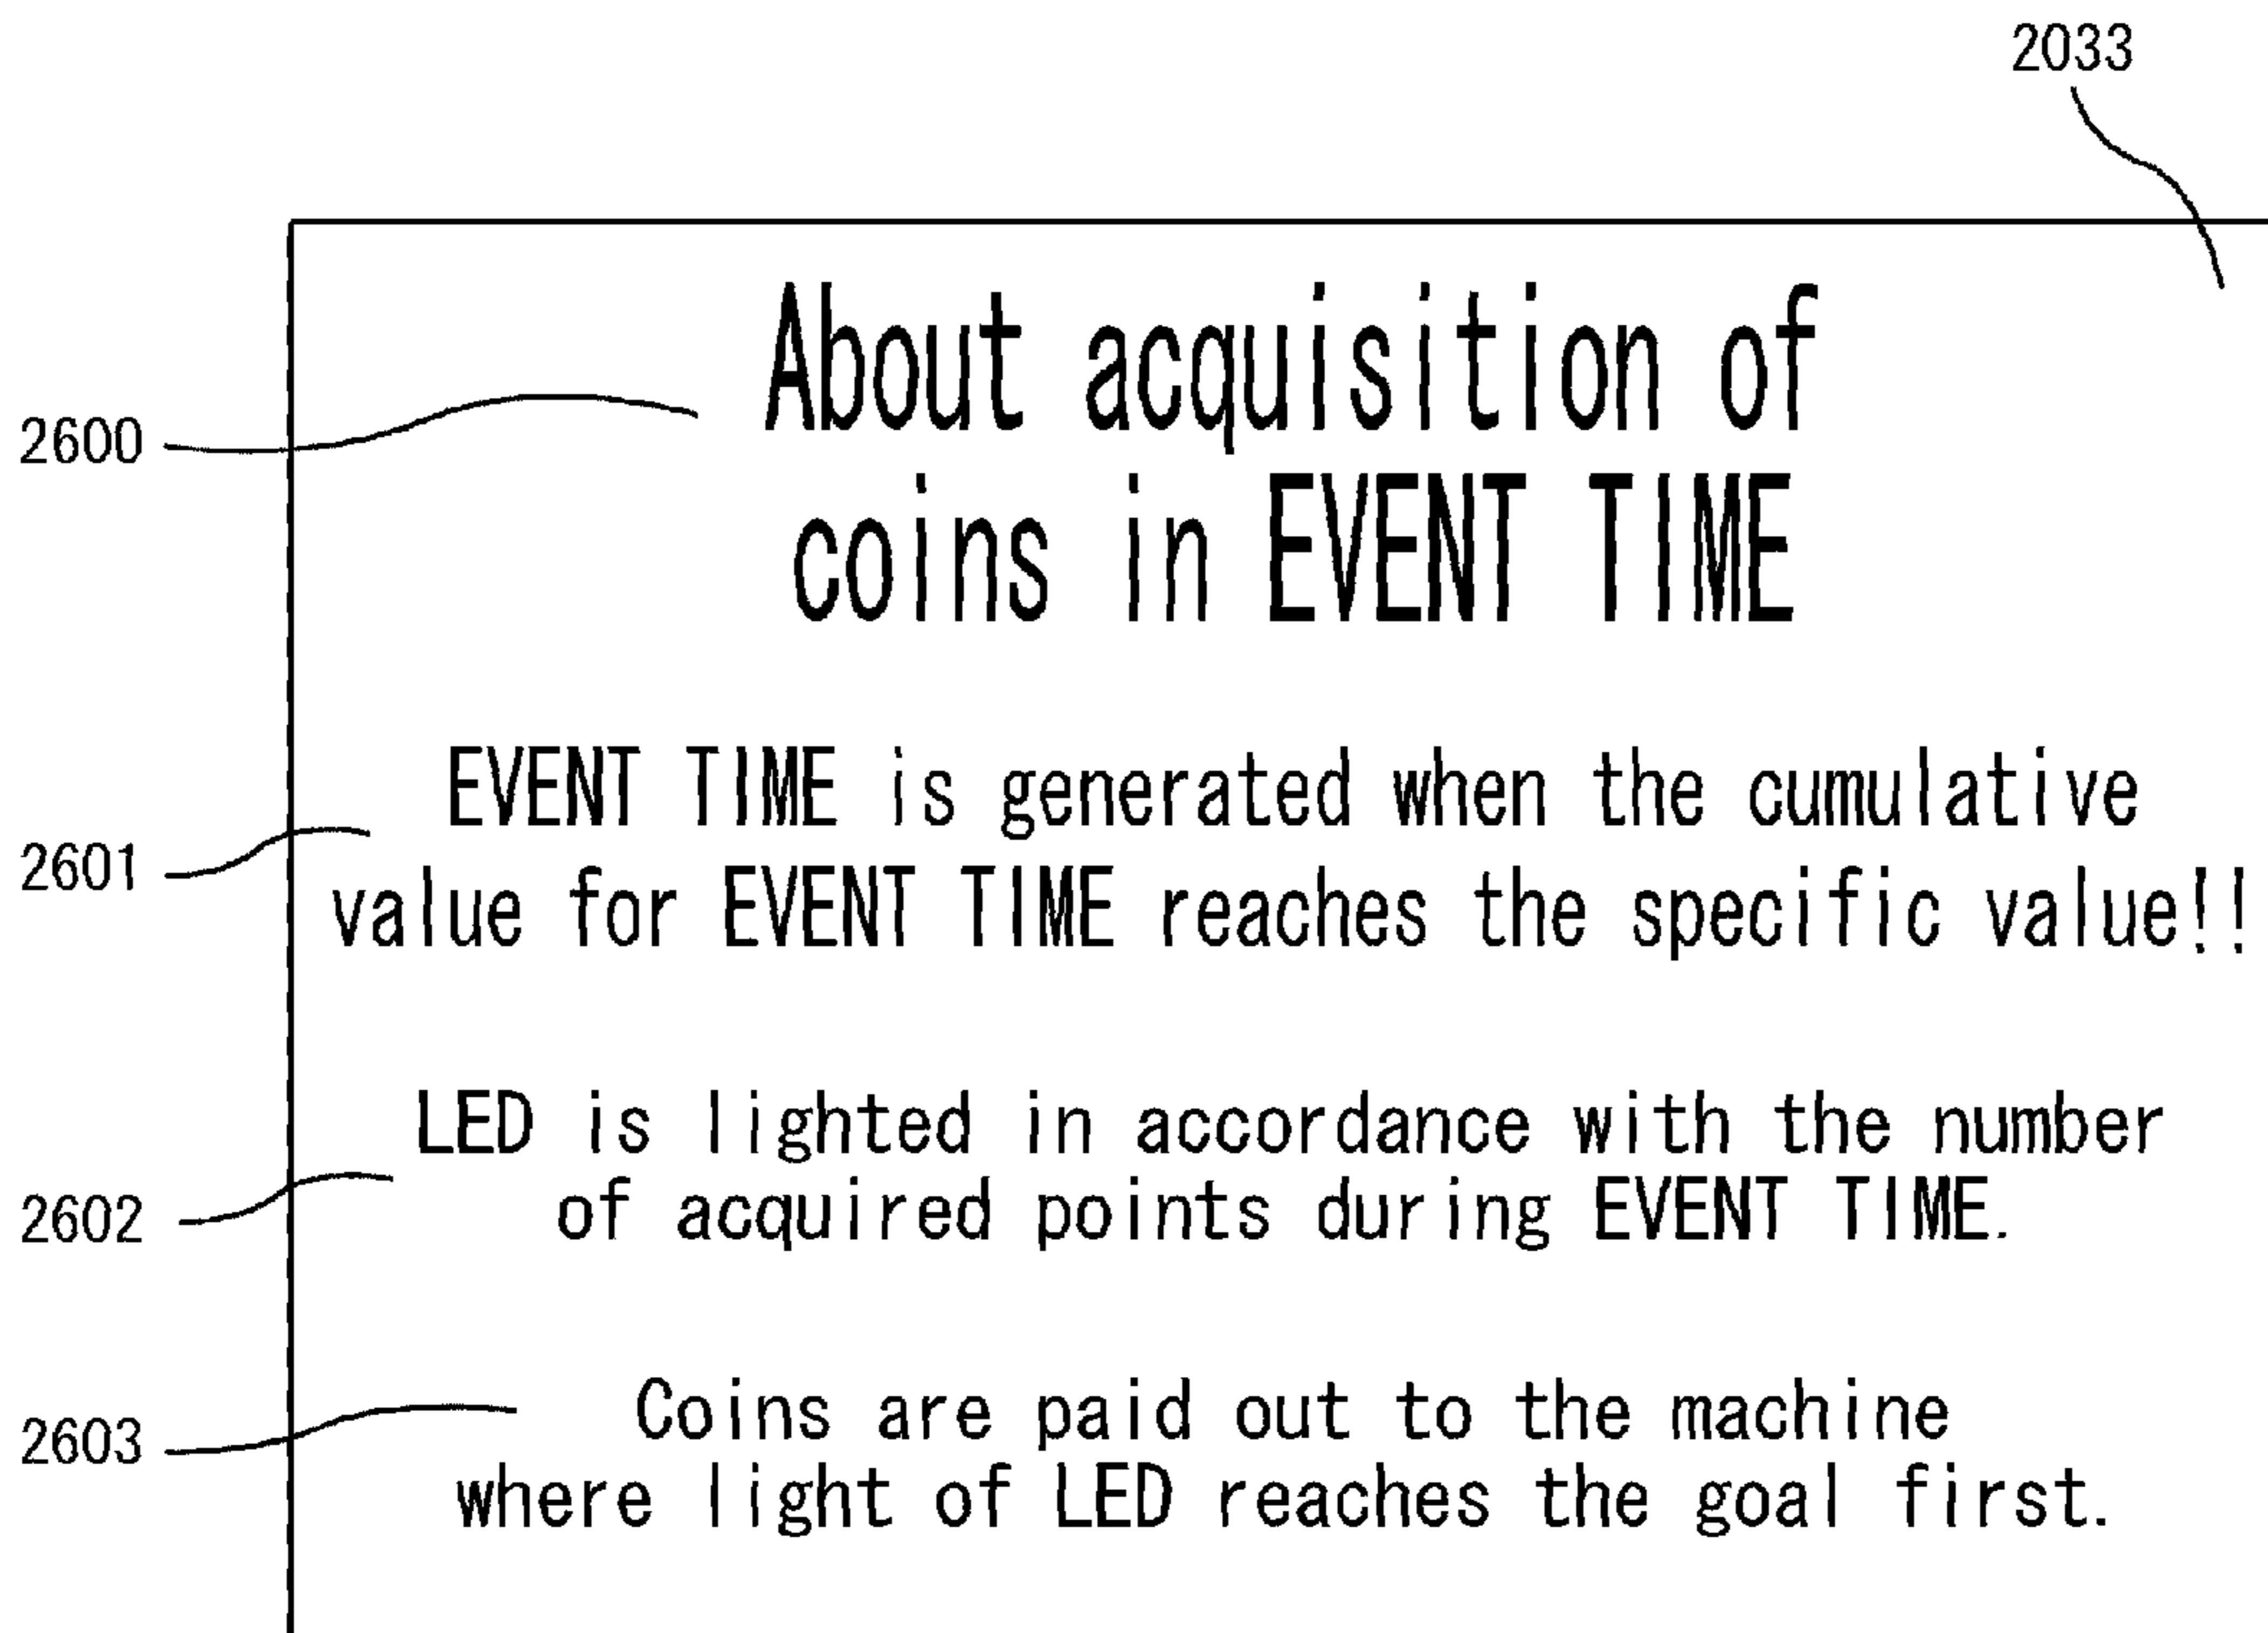 2033
2600
About acquisition of
coins in EVENT TIME
2601
EVENT TIME is generated when the cumulative
value for EVENT TIME reaches the specific value!!
2602
LED is lighted in accordance with the number
of acquired points during EVENT TIME.
2603
Coins are paid out to the machine
where light of LED reaches the goal first.